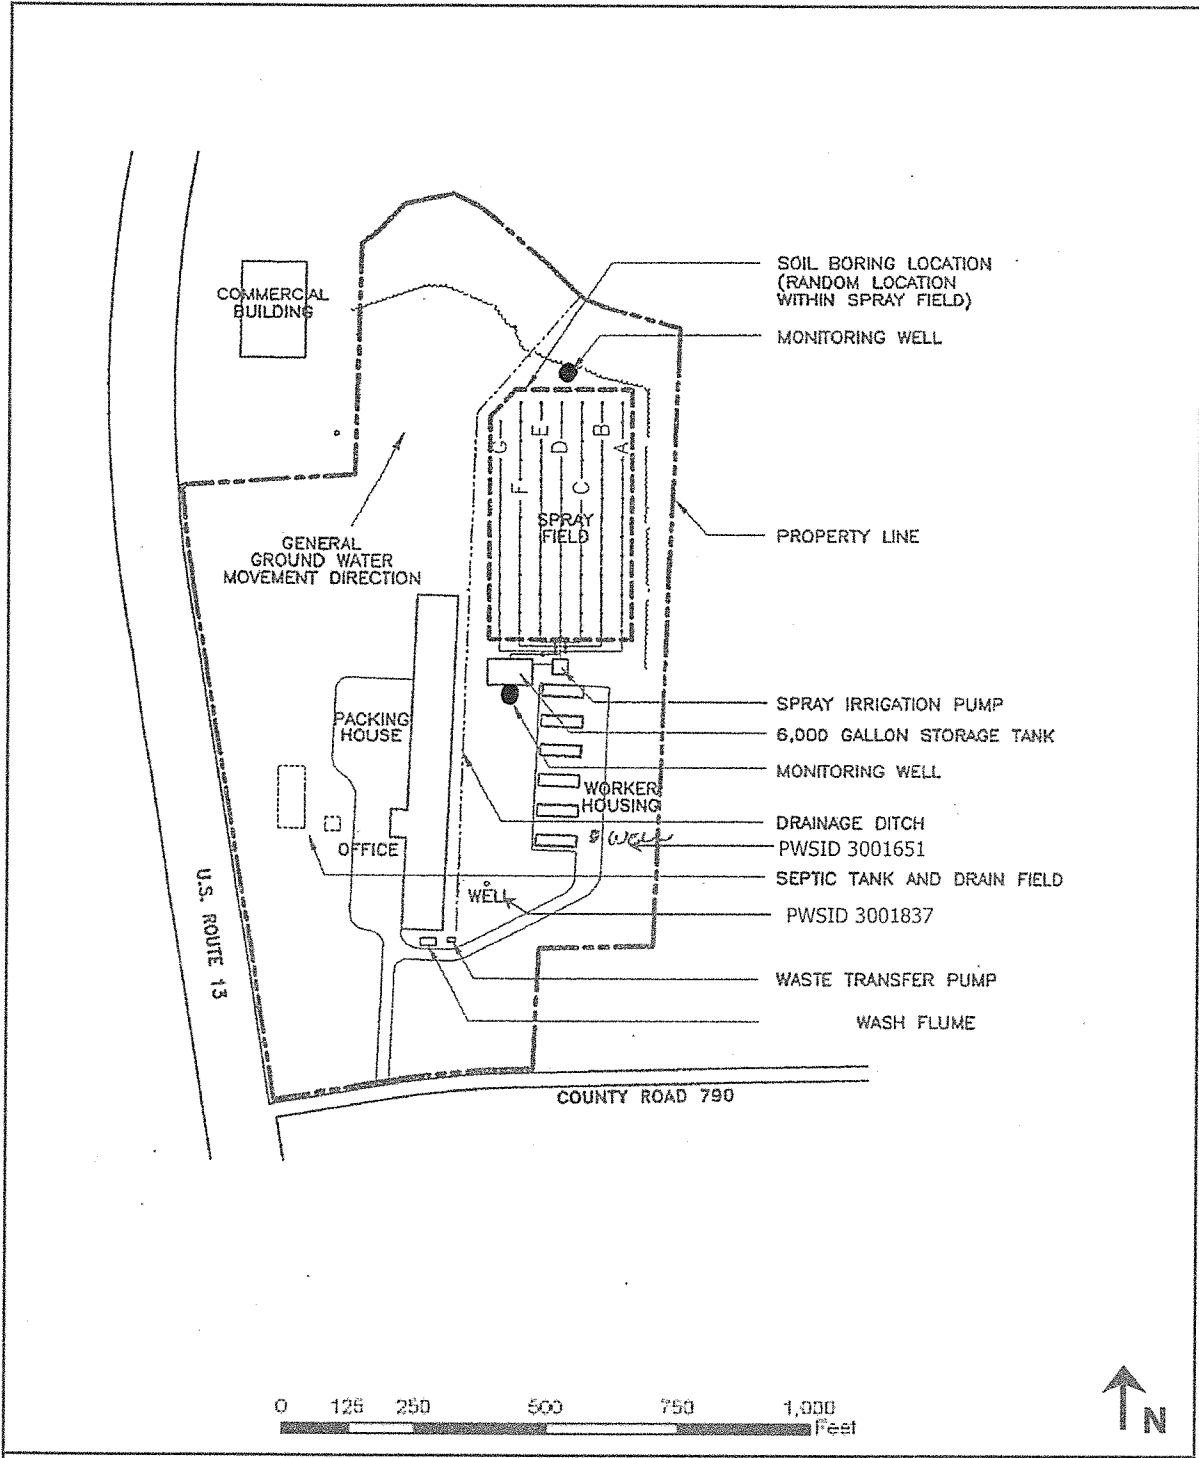 SOIL BORING LOCATION
(RANDOM LOCATION
WITHIN SPRAY FIELD)
COMMERCIAL
BUILDING
MONITORING WELL
E
B
G
D
A
F
C
SPRAY
FIELD
PROPERTY LINE
GENERAL
GROUND WATER
MOVEMENT DIRECTION
SPRAY IRRIGATION PUMP
PACKING
HOUSE
6,000 GALLON STORAGE TANK
MONITORING WELL
WORKER
HOUSING
DRAINAGE DITCH
WELL
OFFICE
PWSID 3001651
SEPTIC TANK AND DRAIN FIELD
WELL
PWSID 3001837
U.S. ROUTE 13
WASTE TRANSFER PUMP
WASH FLUME
COUNTY ROAD 790
0 125 250 500 750 1,000
Feet
N